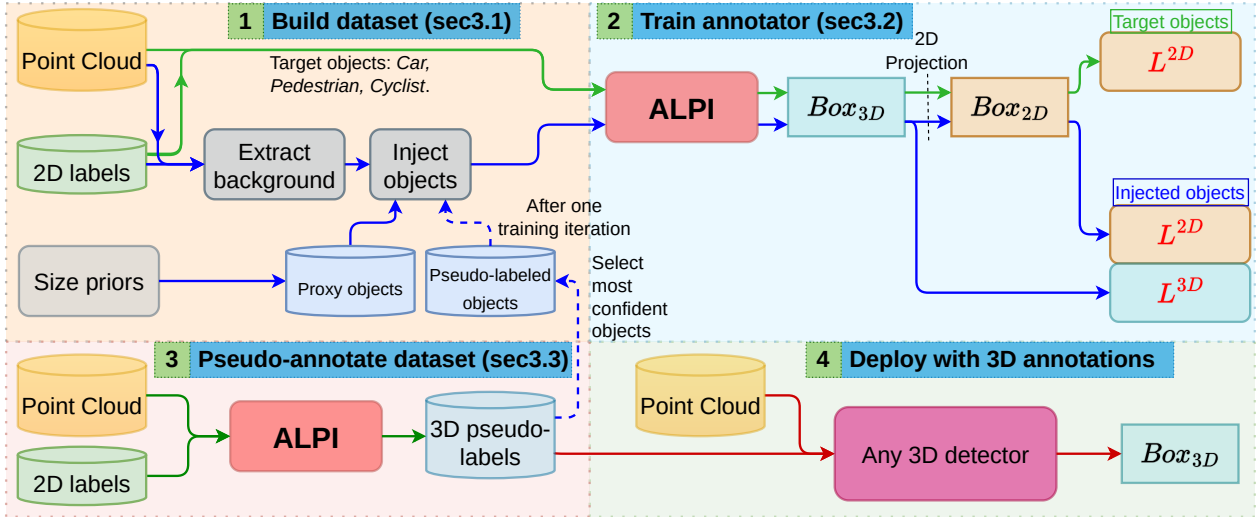 1 Build dataset (sec3.1)
Point Cloud
Target objects: Car,
Pedestrian, Cyclist.
2D labels
Extract
background
Inject
objects
After one
training iteration
Size priors
Proxy objects
Pseudo-labeled
objects
Select
most
confident
objects
2 Train annotator (sec3.2)
ALPI
Box_{3D}
2D
Projection
Box_{2D}
Target objects
L^{2D}
Injected objects
L^{2D}
L^{3D}
3 Pseudo-annotate dataset (sec3.3)
Point Cloud
2D labels
ALPI
3D pseudo-
labels
4 Deploy with 3D annotations
Point Cloud
Any 3D detector
Box_{3D}